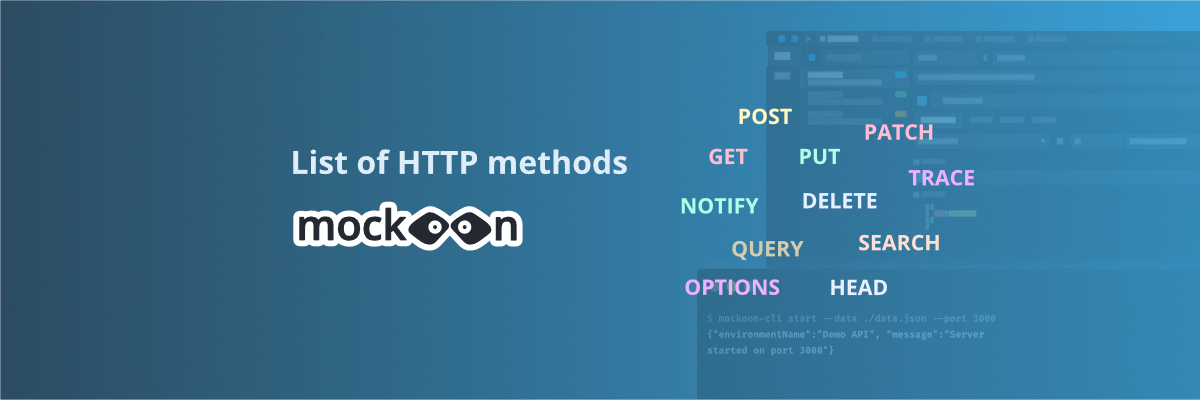 List of HTTP methods
mockoon
POST
PATCH
GET
PUT
TRACE
NOTIFY
DELETE
QUERY
SEARCH
OPTIONS
HEAD
$ mockoon-cli start --data ./data.json --port 3000
{"environmentName":"Demo API", "message":"Server
started on port 3000"}